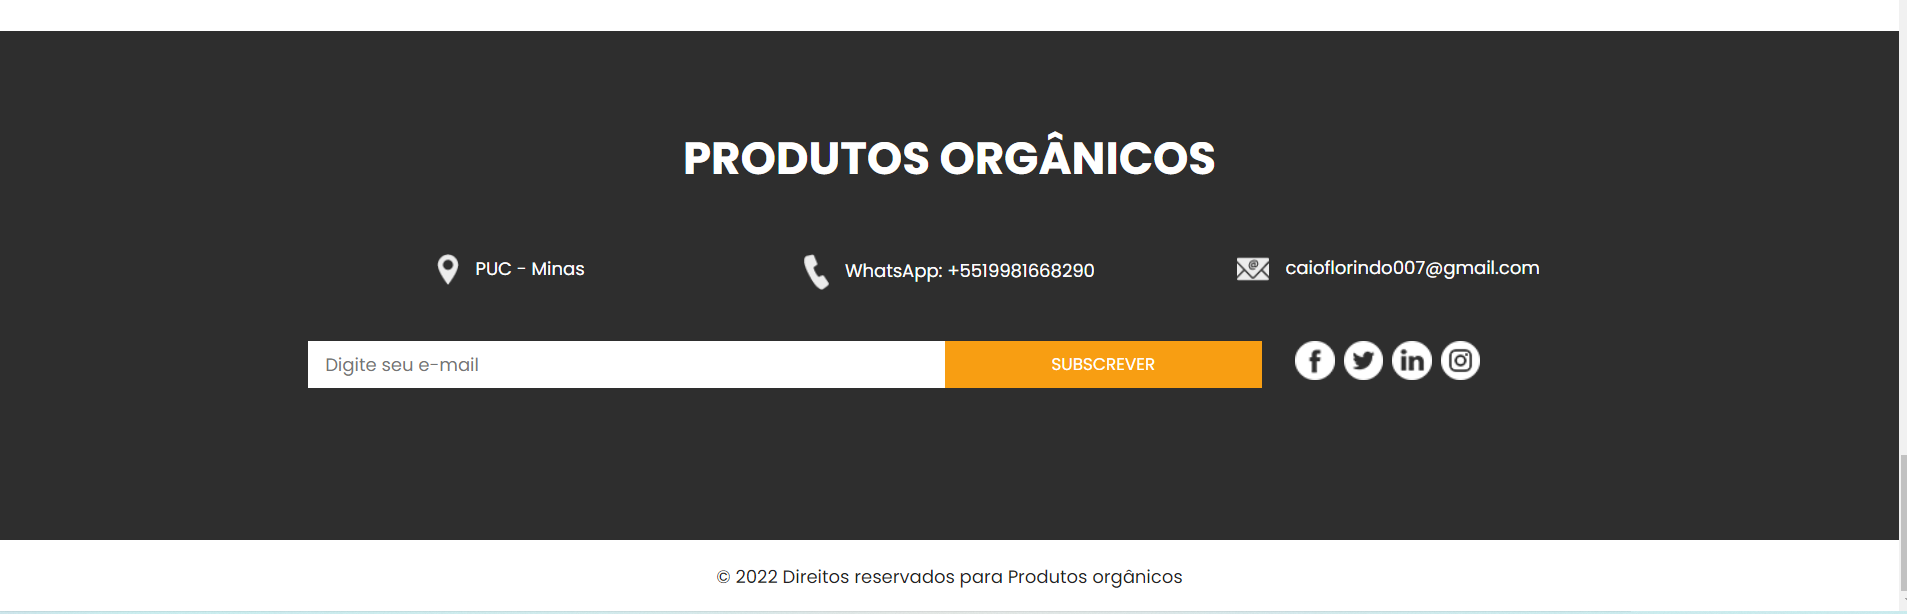 PRODUTOS ORGÂNICOS
PUC - Minas
WhatsApp: +5519981668290
caioflorindo007@gmail.com
Digite seu e-mail
SUBSCREVER
© 2022 Direitos reservados para Produtos orgânicos